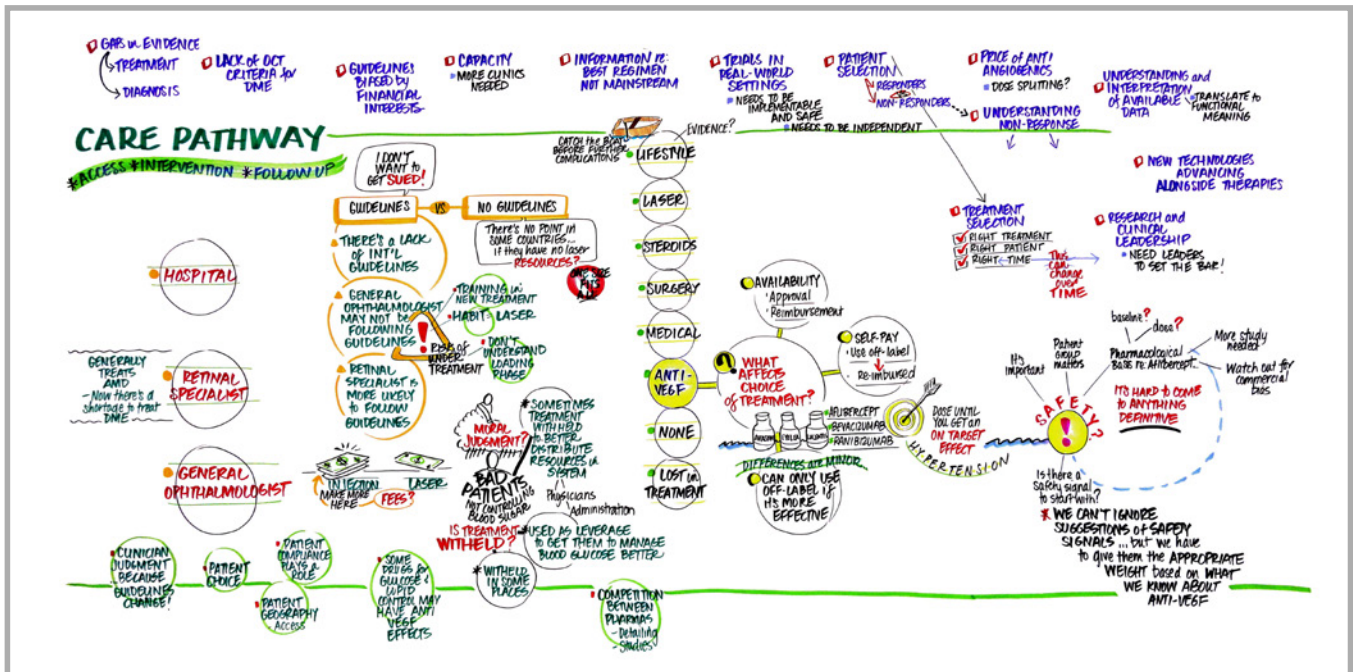 GAPS in EVIDENCE
TREATMENT
DIAGNOSIS
LACK of OCT
CRITERIA for
DME
GUIDELINES
BIASED by
FINANCIAL
INTERESTS
CAPACITY
MORE CLINICS
NEEDED
INFORMATION re:
BEST REGIMEN
NOT MAINSTREAM
TRIALS IN
REAL-WORLD
SETTINGS
NEEDS TO BE
IMPLEMENTABLE
AND SAFE
NEEDS TO BE INDEPENDENT
PATIENT
SELECTION
RESPONDERS
NON-RESPONDERS
PRICE of ANTI
ANGIOGENICS
DOSE SPLITTING?
UNDERSTANDING
NON-RESPONSE
UNDERSTANDING and
INTERPRETATION
of AVAILABLE
DATA
TRANSLATE to
FUNCTIONAL
MEANING
NEW TECHNOLOGIES
ADVANCING
ALONGSIDE THERAPIES
TREATMENT
SELECTION
RIGHT TREATMENT
RIGHT PATIENT
RIGHT TIME
This
can
change
over
TIME
RESEARCH and
CLINICAL
LEADERSHIP
NEED LEADERS
to SET THE BAR!
CARE PATHWAY
*ACCESS *INTERVENTION *FOLLOW UP
HOSPITAL
RETINAL
SPECIALIST
GENERALLY
TREATS
AMD
- Now there's a
shortage to treat
DME
GENERAL
OPHTHALMOLOGIST
I DON'T
WANT to
GET SUED!
GUIDELINES
VS
NO GUIDELINES
THERE'S a LACK
of INT'L
GUIDELINES
There'S NO POINT in
SOME COUNTRIES...
if they have no laser
RESOURCES?
ONE SIZE
FITS
ALL
GENERAL
OPHTHALMOLOGIST
MAY NOT be
FOLLOWING
GUIDELINES
!
TRAINING in
NEW TREATMENT
HABIT - LASER
RISKS of
UNDER
TREATMENT
DON'T
UNDERSTAND
LOADING
PHASE
RETINAL
SPECIALIST is
MORE LIKELY
to FOLLOW
GUIDELINES
INJECTION
LASER
MAKE MORE
HERE
FEES?
MORAL
JUDGMENT?
BAD
PATIENTS
NOT CONTROLLING
BLOOD SUGAR
*SOMETIMES
TREATMENT
WITHHELD
to BETTER
DISTRIBUTE
RESOURCES in
SYSTEM
Physicians
Administration
IS TREATMENT
WITHELD?
*USED AS LEVERAGE
to GET THEM to MANAGE
BLOOD GLUCOSE BETTER
*WITHELD
IN SOME
PLACES
CATCH the BOAT
BEFORE FURTHER
COMPLICATIONS
EVIDENCE?
LIFESTYLE
LASER
STEROIDS
SURGERY
MEDICAL
ANTI-
VEGF
NONE
LOST in
TREATMENT
?
WHAT
AFFECTS
CHOICE
of TREATMENT?
AVAILABILITY
• Approval
• Reimbursement
SELF-PAY
• Use off-label
Re-imbursed
AFLIBERCEPT
BEVACIZUMAB
RANIBIZUMAB
AVASTIN
EYLEA
LUCENTIS
DIFFERENCES are MINOR
CAN ONLY USE
OFF-LABEL if
it's MORE
EFFECTIVE
DOSE UNTIL
YOU GET an
ON TARGET
EFFECT
HYPERTENSION
SAFETY?
!
It's
important
Patient
group
matters
baseline?
dose?
Pharmacological
Base re: Aflibercept...
More study
needed
Watch out for
commercial
bias
IT'S HARD to COME
to ANYTHING
DEFINITIVE
Is there a
Safety signal
to start with?
* WE CAN'T IGNORE
SUGGESTIONS of SAFETY
SIGNALS ...but we have
to give them the APPROPRIATE
WEIGHT based on WHAT
WE KNOW ABOUT
ANTI-VEGF
CLINICIAN
JUDGMENT
BECAUSE
GUIDELINES
CHANGE!
PATIENT
CHOICE
PATIENT
COMPLIANCE
PLAYS a
ROLE
PATIENT
GEOGRAPHY
- Access
SOME
DRUGS for
GLUCOSE &
LIPID
CONTROL MAY
HAVE ANTI
VEGF
EFFECTS
COMPETITION
BETWEEN
PHARMAS
- Detailing
- Studies